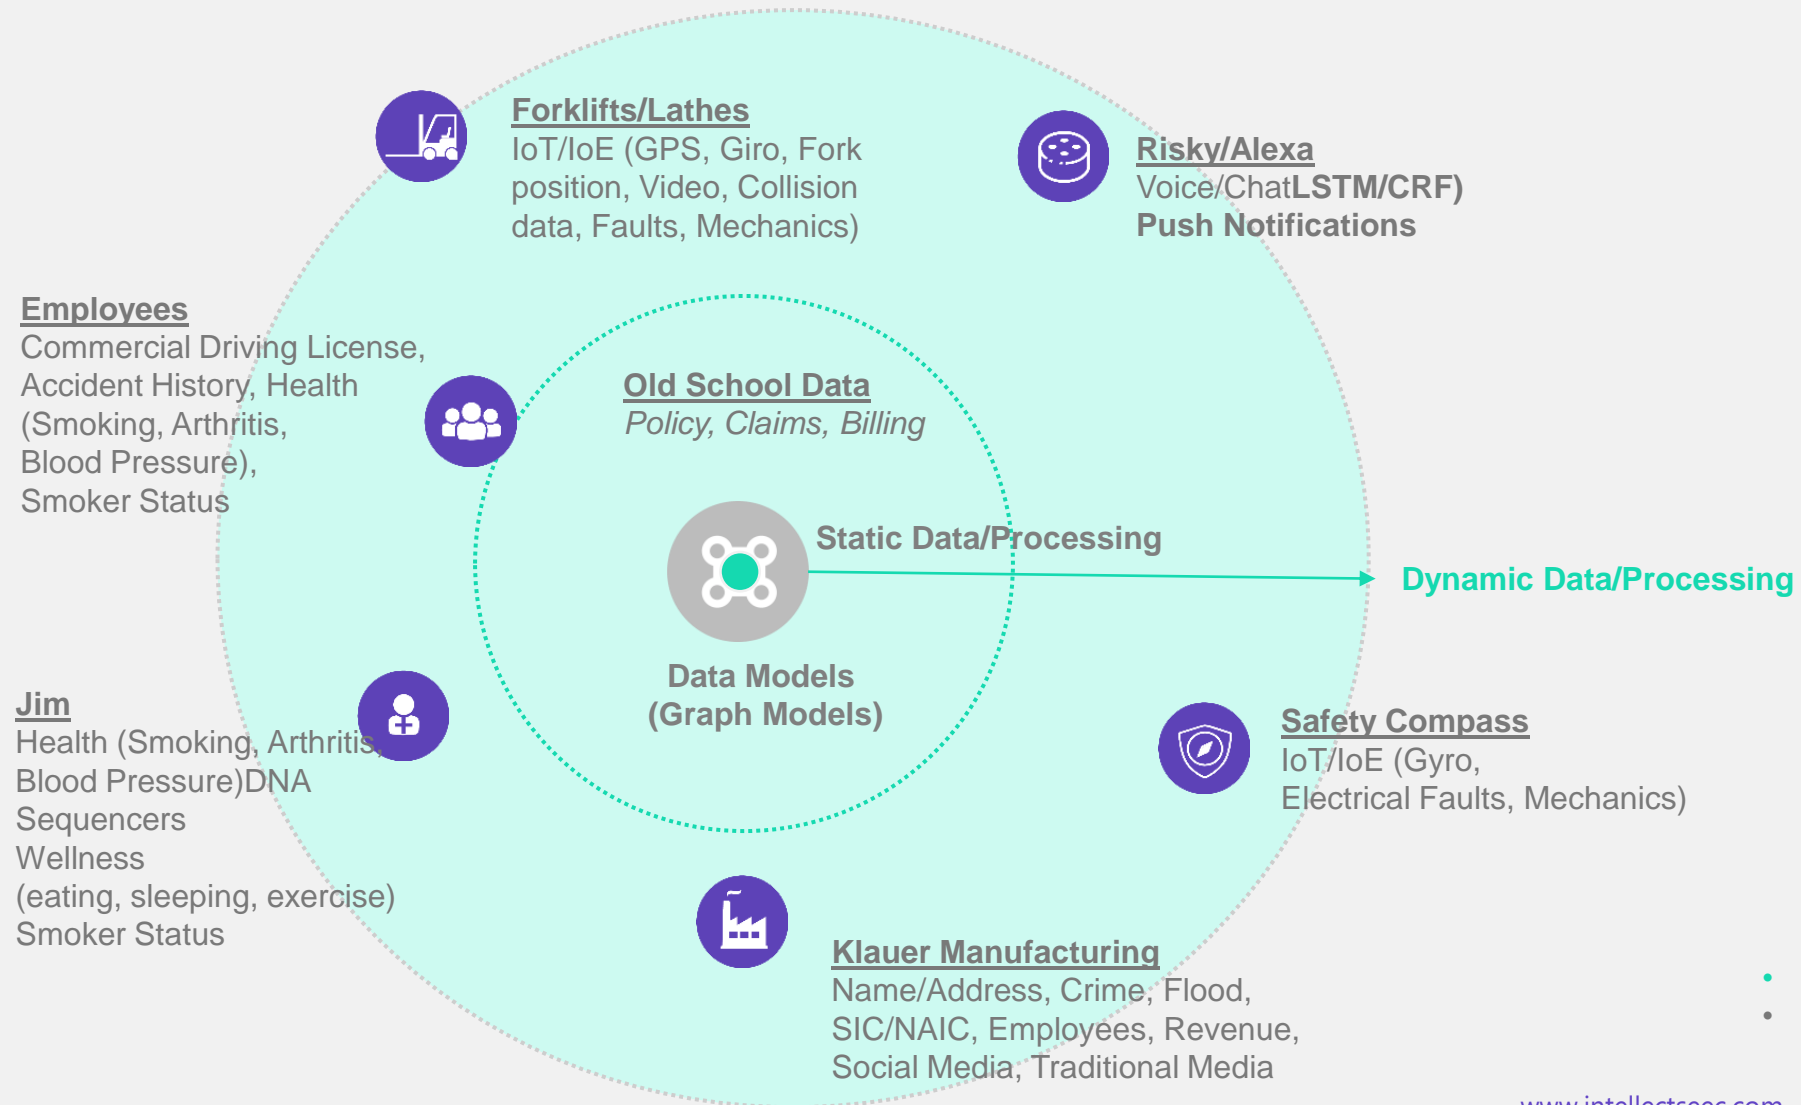 Forklifts/Lathes
IoT/IoE (GPS, Giro, Fork
position, Video, Collision
data, Faults, Mechanics)
Risky/Alexa
Voice/ChatLSTM/CRF)
Push Notifications
Employees
Commercial Driving License,
Accident History, Health
(Smoking, Arthritis,
Blood Pressure),
Smoker Status
Old School Data
Policy, Claims, Billing
Static Data/Processing
Dynamic Data/Processing
Data Models
(Graph Models)
Jim
Health (Smoking, Arthritis,
Blood Pressure)DNA
Sequencers
Wellness
(eating, sleeping, exercise)
Smoker Status
Safety Compass
IoT/IoE (Gyro,
Electrical Faults, Mechanics)
Klauer Manufacturing
Name/Address, Crime, Flood,
SIC/NAIC, Employees, Revenue,
Social Media, Traditional Media
www.intellectseec.com